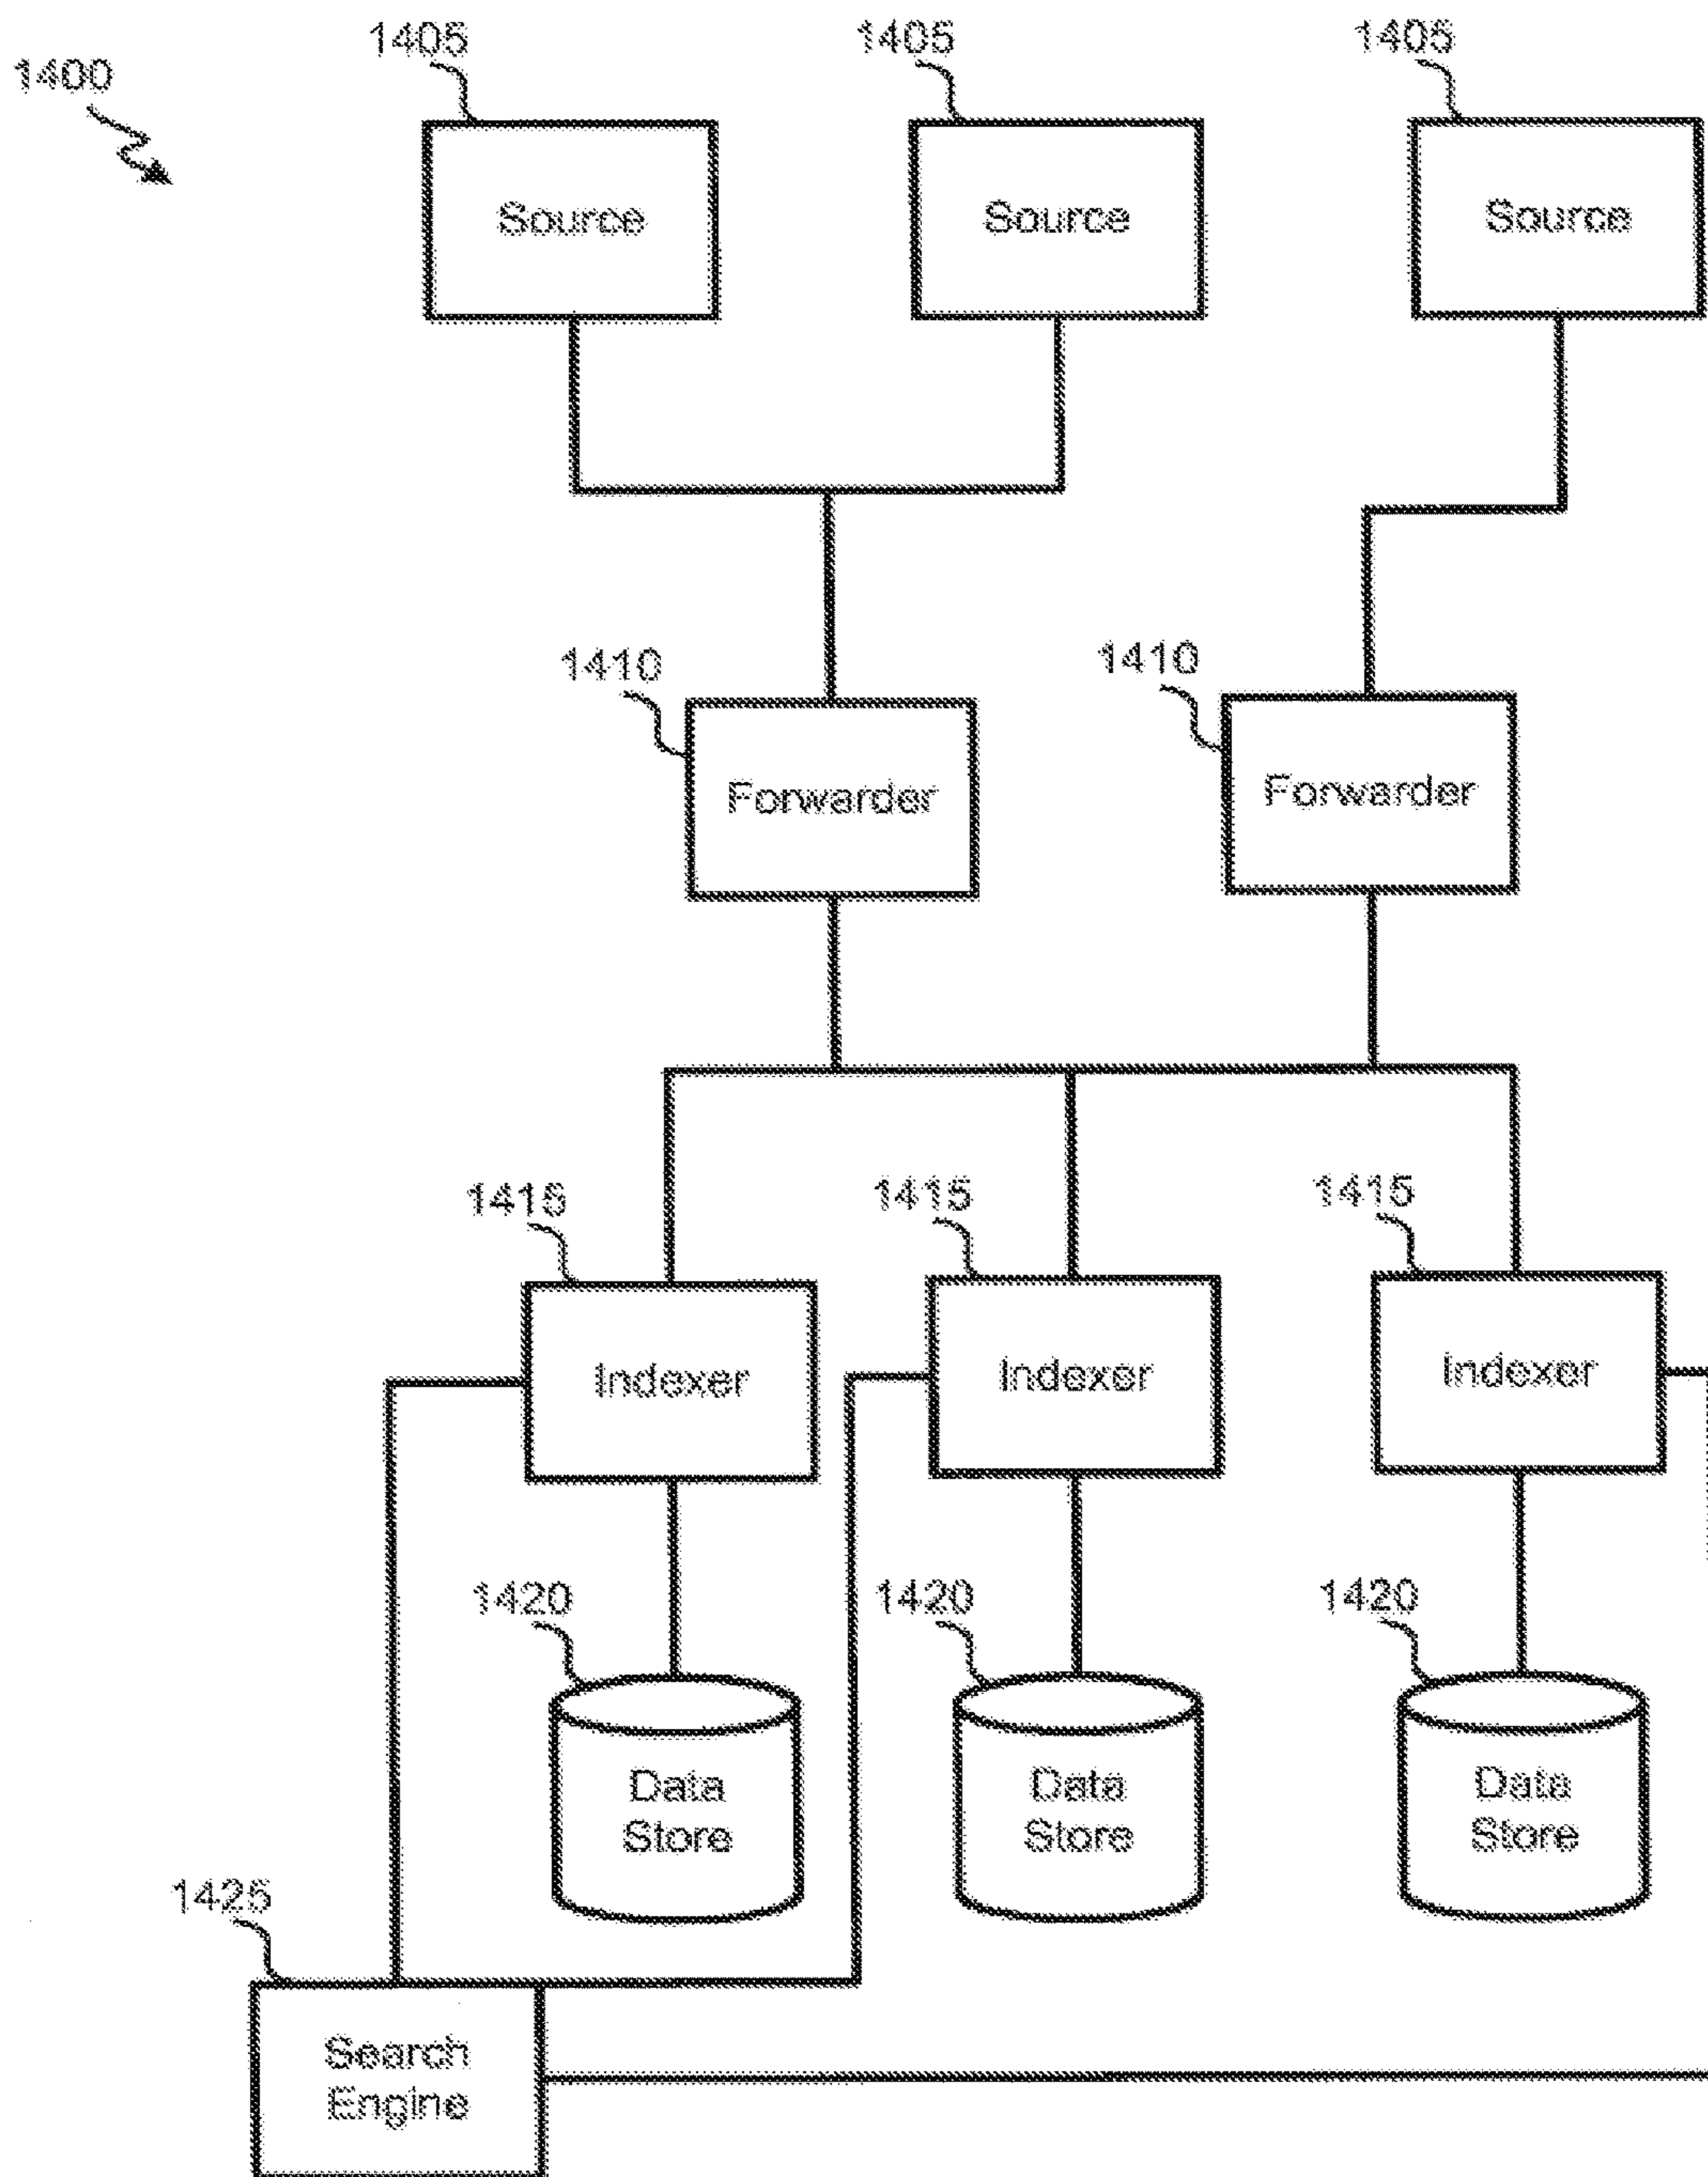 1400
1405
1405
1405
Source
Source
Source
1410
1410
Forwarder
Forwarder
1415
1415
1415
Indexer
Indexer
Indexer
1420
1420
1420
Data
Store
Data
Store
Data
Store
1425
Search
Engine